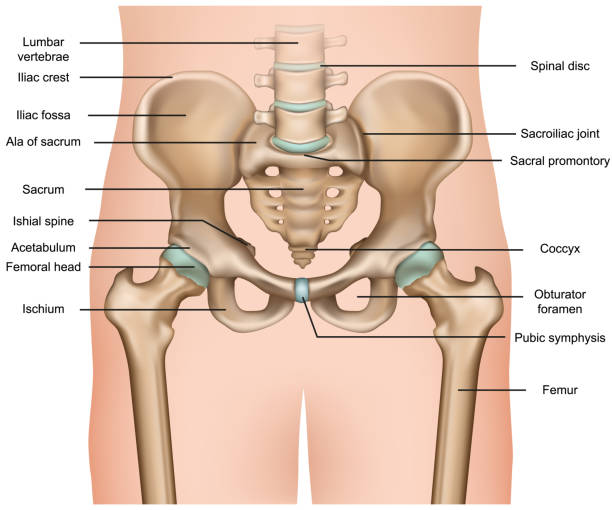 Lumbar
vertebrae
Iliac crest
Iliac fossa
Ala of sacrum
Sacrum
Ishial spine
Acetabulum
Femoral head
Ischium
Spinal disc
Sacroiliac joint
Sacral promontory
Coccyx
Obturator
foramen
Pubic symphysis
Femur